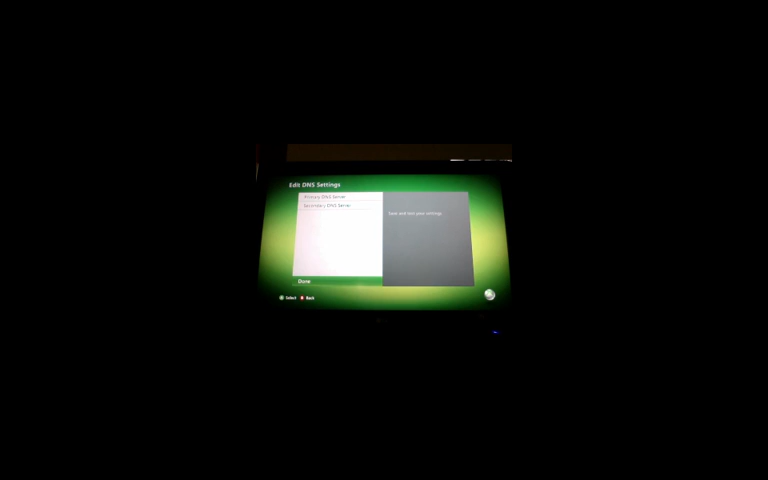 Edit DNS Settings
Primary DNS Server
Secondary DNS Server
Save and test your settings
Done
Select
Back